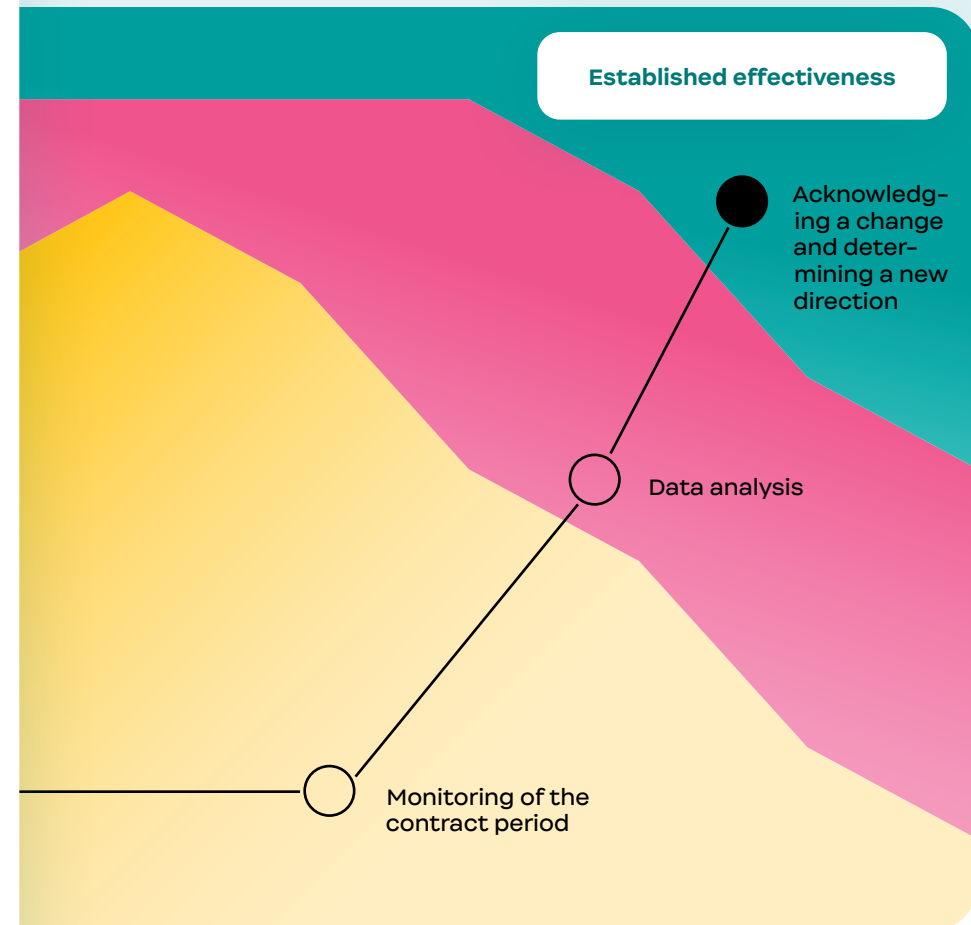 Established effectiveness
Acknowledg-
ing a change
and deter-
mining a new
direction
Data analysis
Monitoring of the
contract period